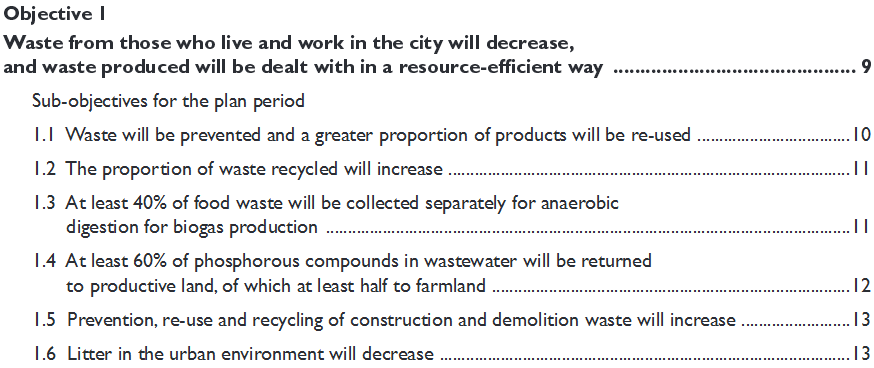 Objective 1
Waste from those who live and work in the city will decrease,
and waste produced will be dealt with in a resource-efficient way ............................................. 9
Sub-objectives for the plan period
1.1 Waste will be prevented and a greater proportion of products will be re-used ..................................10
1.2 The proportion of waste recycled will increase .........................................................................................11
1.3 At least 40% of food waste will be collected separately for anaerobic
digestion for biogas production .....................................................................................................................11
1.4 At least 60% of phosphorous compounds in wastewater will be returned
to productive land, of which at least half to farmland ................................................................................12
1.5 Prevention, re-use and recycling of construction and demolition waste will increase ........................13
1.6 Litter in the urban environment will decrease ...........................................................................................13